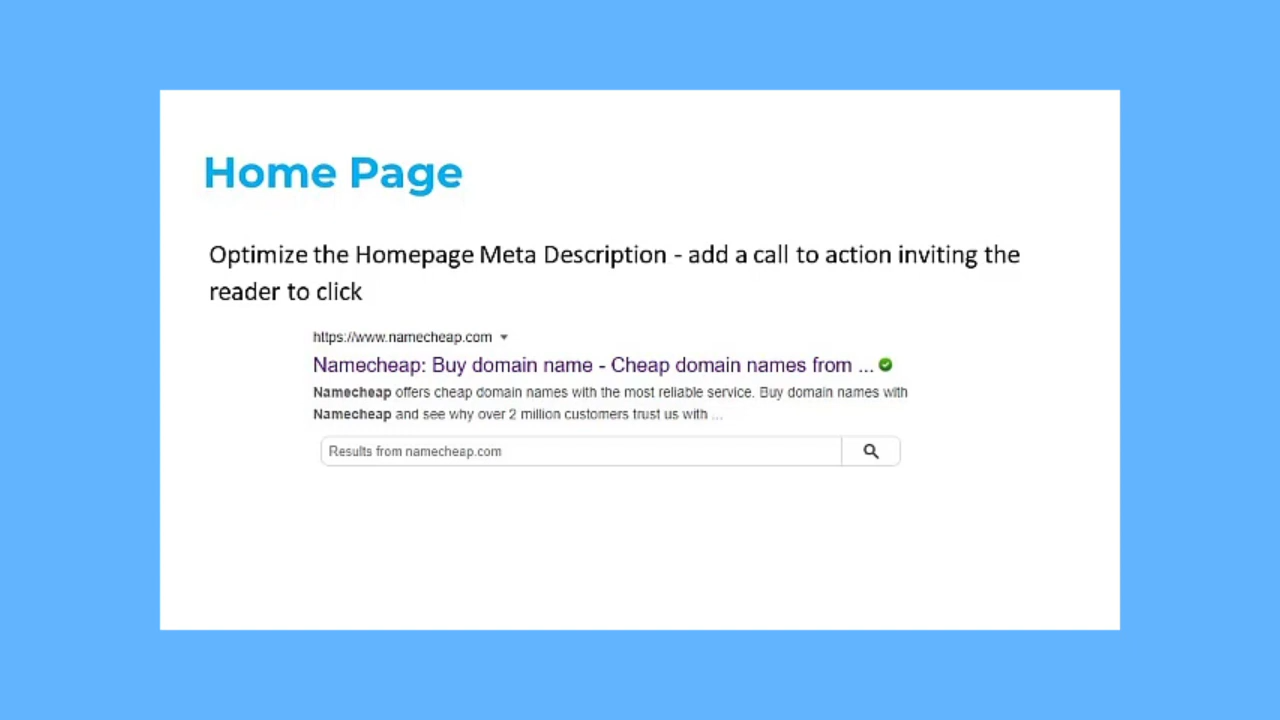 Home Page
Optimize the Homepage Meta Description - add a call to action inviting the
reader to click
https://www.namecheap.com
Namecheap: Buy domain name - Cheap domain names from ...
Namecheap offers cheap domain names with the most reliable service. Buy domain names with
Namecheap and see why over 2 million customers trust us with ...
Results from namecheap.com